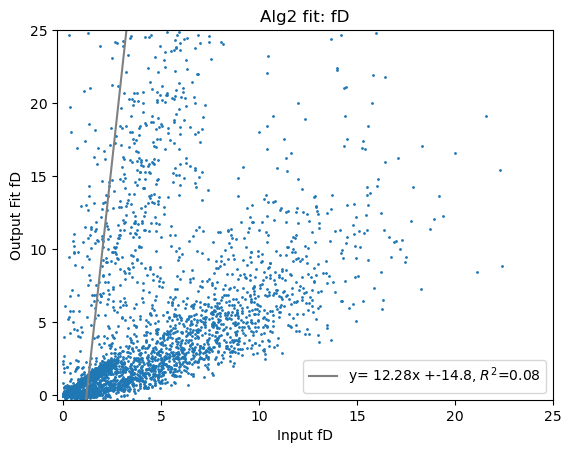 Alg2 fit: fD
25
20
15
10
5
0
Output Fit fD
y= 12.28x +-14.8, R²=0.08
0 5 10 15 20 25
Input fD